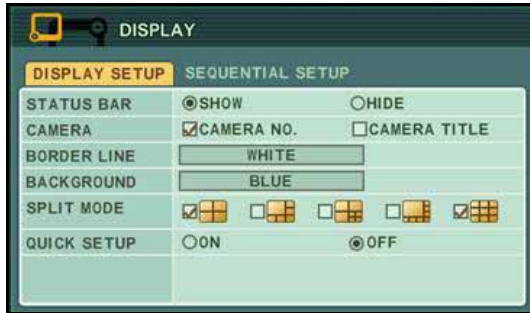 DISPLAY
DISPLAY SETUP SEQUENTIAL SETUP
STATUS BAR SHOW HIDE
CAMERA CAMERA NO. CAMERA TITLE
BORDER LINE WHITE
BACKGROUND BLUE
SPLIT MODE
QUICK SETUP ON OFF